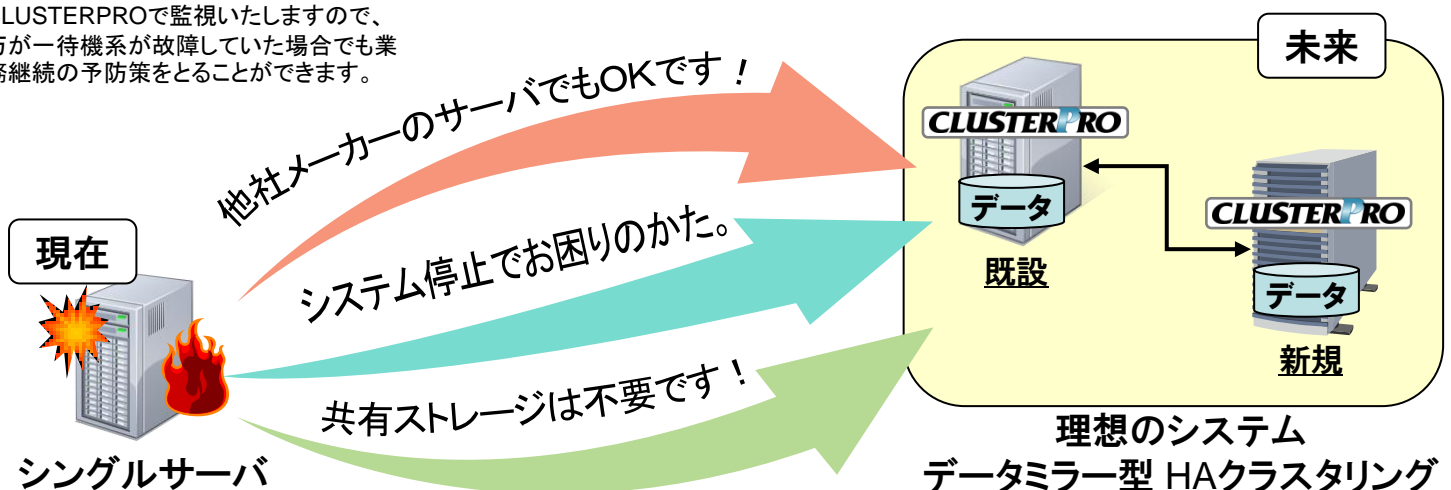 LUSTERPROで監視いたしますので、
が一待機系が故障していた場合でも業
継続の予防策をとることができます。
他社メーカーのサーバでもOKです！
未来
CLUSTERPRO
データ
既設
CLUSTERPRO
データ
新規
現在
システム停止でお困りのかた。
共有ストレージは不要です！
シングルサーバ
理想のシステム
データミラー型 HAクラスタリング